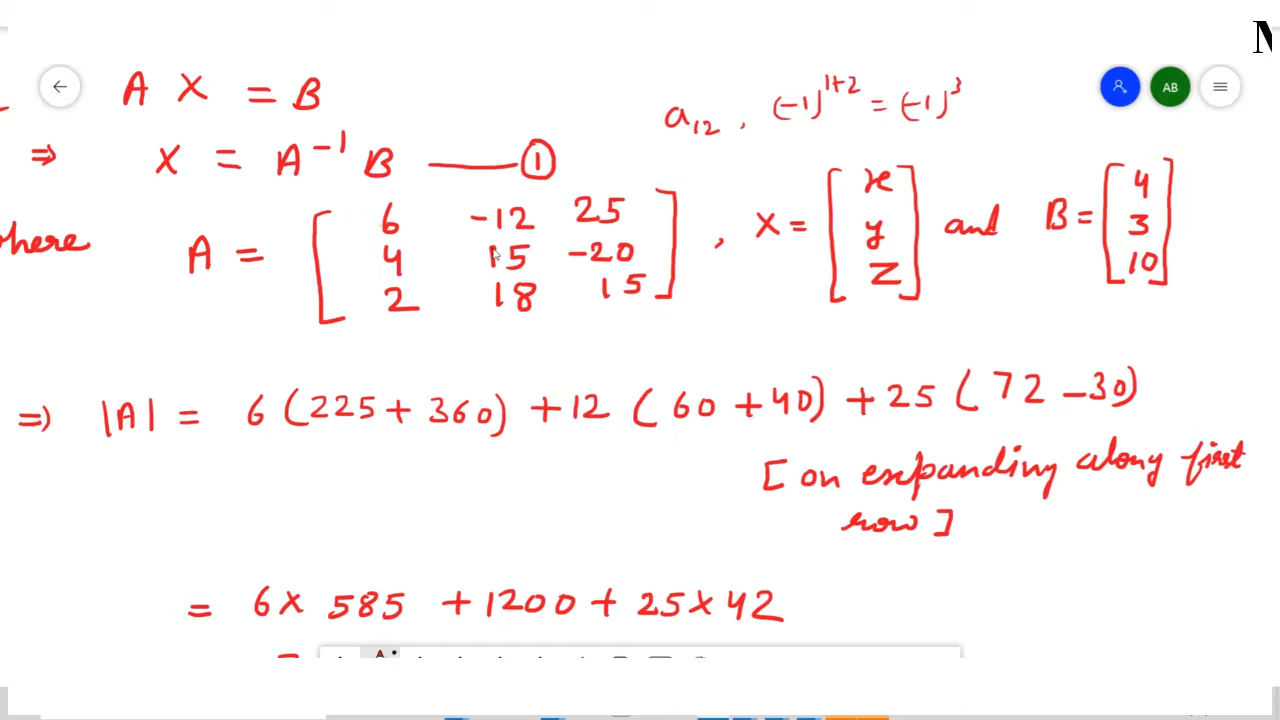 A X = B
a₁₂ , (-1)¹⁺² = (-1)³
⇒ X = A⁻¹ B —— ①
where A = [ 6 -12 25
4 15 -20
2 18 15 ] , X = [ x
y
z ] and B = [ 4
3
10 ]
⇒) |A| = 6 (225 + 360) + 12 (60 + 40) + 25 (72 - 30)
[ on expanding along first
row ]
= 6 × 585 + 1200 + 25 × 42
AB